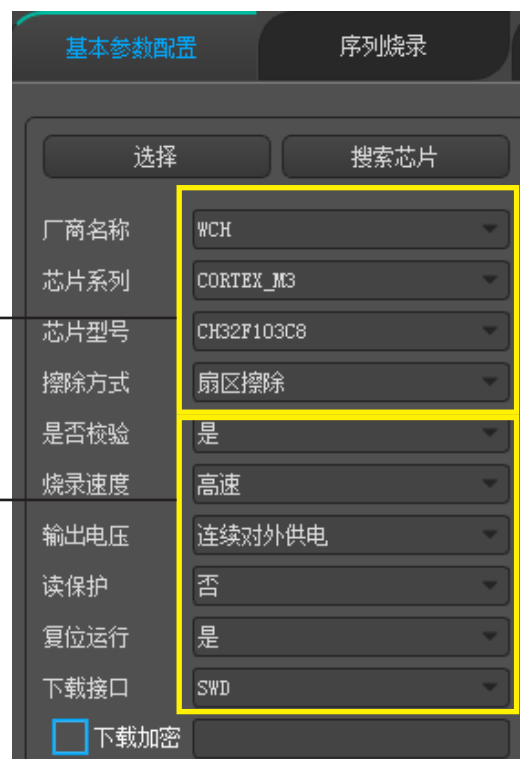 基本参数配置 序列烧录
选择 搜索芯片
厂商名称 WCH
芯片系列 CORTEX_M3
芯片型号 CH32F103C8
擦除方式 扇区擦除
是否校验 是
烧录速度 高速
输出电压 连续对外供电
读保护 否
复位运行 是
下载接口 SWD
下载加密